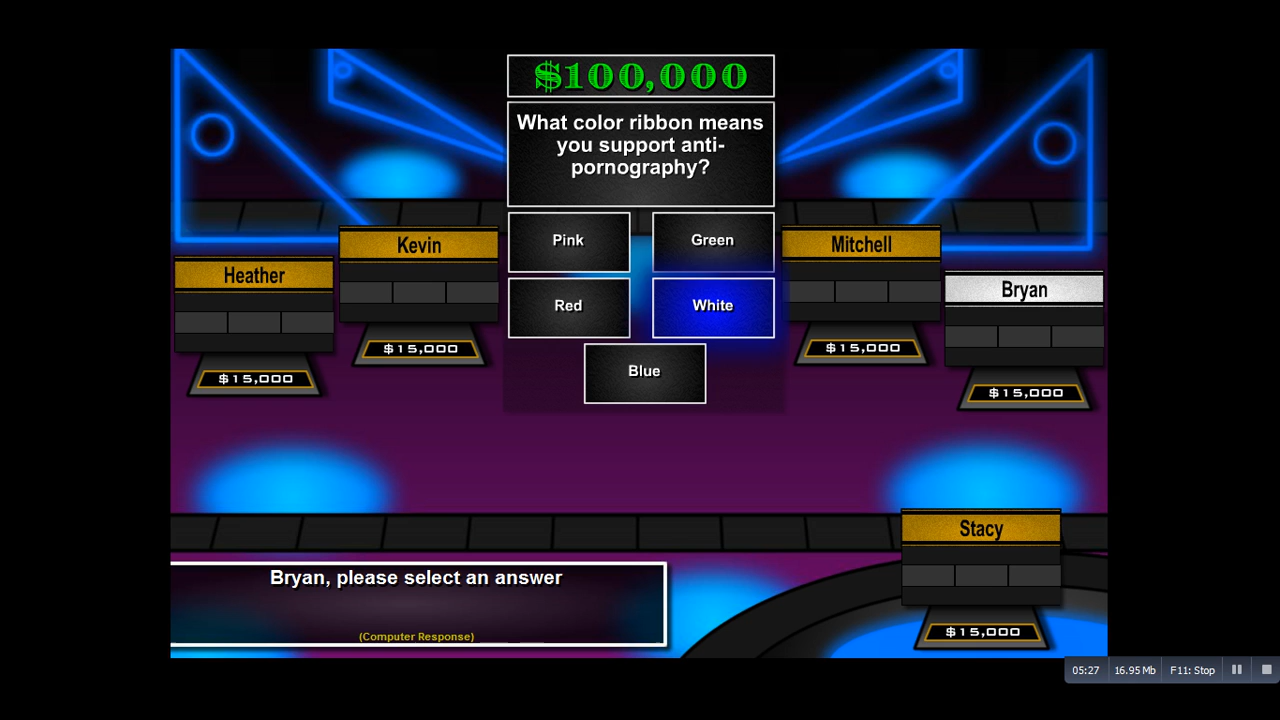 $100,000
What color ribbon means
you support anti-
pornography?
Pink
Green
Red
White
Blue
Heather
$15,000
Kevin
$15,000
Mitchell
$15,000
Bryan
$15,000
Stacy
$15,000
Bryan, please select an answer
(Computer Response)
05:27
16.95 Mb
F11: Stop